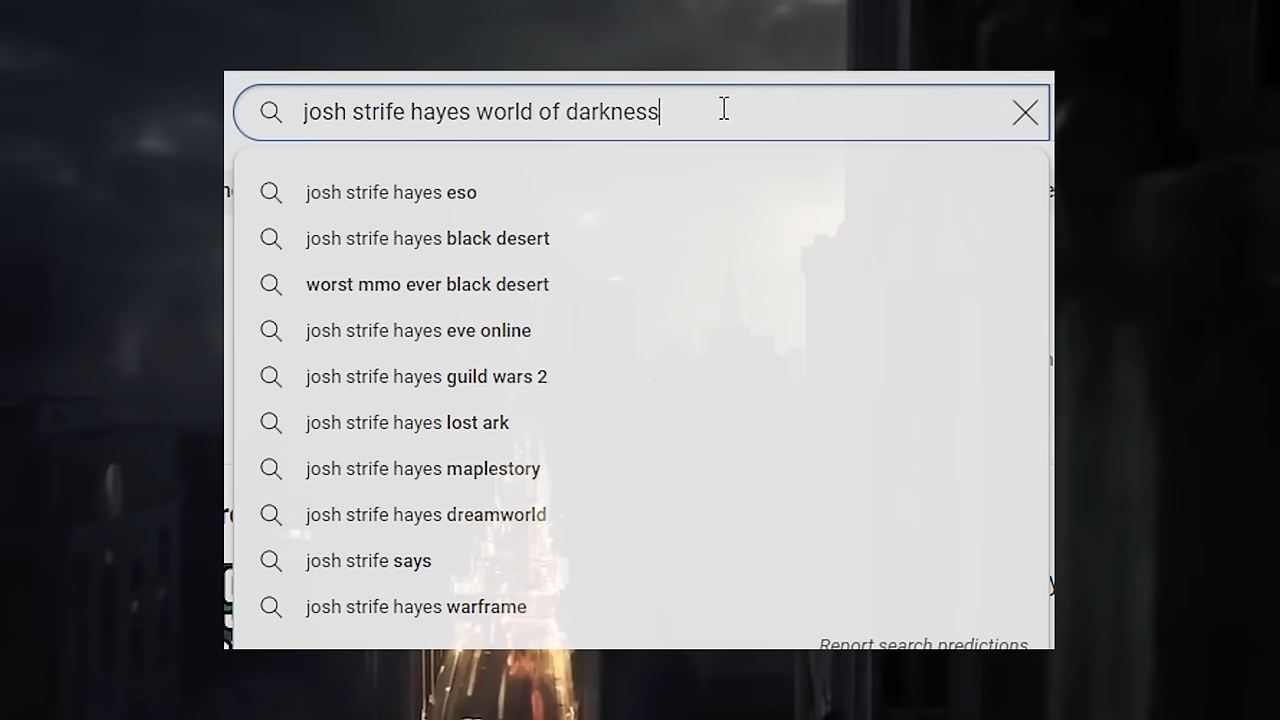 josh strife hayes world of darkness
josh strife hayes eso
josh strife hayes black desert
worst mmo ever black desert
josh strife hayes eve online
josh strife hayes guild wars 2
josh strife hayes lost ark
josh strife hayes maplestory
josh strife hayes dreamworld
josh strife says
josh strife hayes warframe
Report search predictions